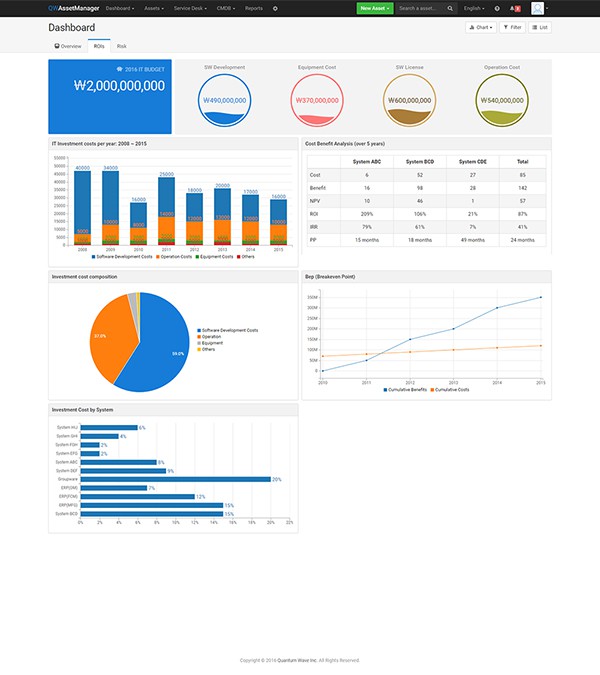 QWAssetManager Dashboard Assets Service Desk CMDB Reports New Asset Search a asset... English
Dashboard
Chart Filter List
Overview ROIs Risk
2016 IT BUDGET
₩2,000,000,000
SW Development Equipment Cost SW License Operation Cost
₩490,000,000 ₩370,000,000 ₩600,000,000 ₩540,000,000
IT Investment costs per year: 2008 ~ 2015
55000
50000
45000
40000
35000
30000
25000
20000
15000
10000
5000
0
40000 34000 16000 25000 18000 20000 17000 16000
8000 10000 8000 14000 12000 10000
2008 2009 2010 2011 2012 2013 2014 2015
Software Development Costs Operation Costs Equipment Costs Others
Cost Benefit Analysis (over 5 years)
System ABC System BCD System CDE Total
Cost 6 52 27 85
Benefit 16 98 28 142
NPV 10 46 1 57
ROI 209% 106% 21% 87%
IRR 79% 61% 7% 41%
PP 15 months 18 months 49 months 24 months
Investment cost composition
37.0%
59.0%
Software Development Costs
Operation
Equipment
Others
Bep (Breakeven Point)
350M
300M
250M
200M
150M
100M
50M
0
2010 2011 2012 2013 2014 2015
Cumulative Benefits Cumulative Costs
Investment Cost by System
System HIJ 6%
System GHI 4%
System FGH 2%
System EFG 2%
System ABC 8%
System DEF 9%
Groupware 20%
ERP(GW) 7%
ERP(FCM) 12%
ERP(MFG) 15%
System BCD 15%
0% 2% 4% 6% 8% 10% 12% 14% 16% 18% 20% 22%
Copyright © 2016 Quantum Wave Inc. All Rights Reserved.